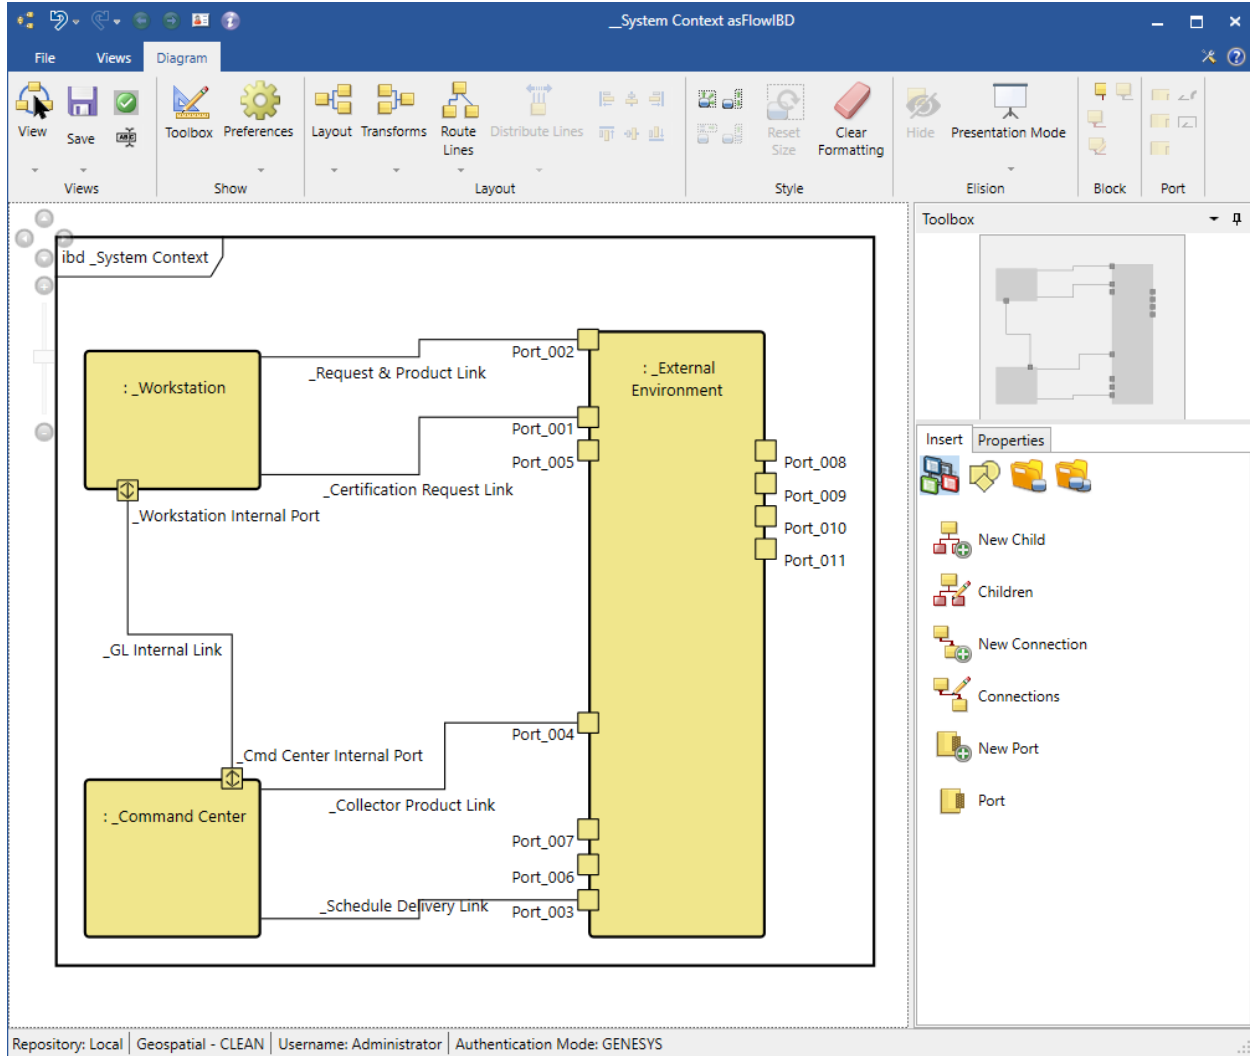 __System Context asFlowIBD
File
Views
Diagram
View
Save
Toolbox
Preferences
Layout
Transforms
Route
Lines
Distribute Lines
Reset
Size
Clear
Formatting
Hide
Presentation Mode
Views
Show
Layout
Style
Elision
Block
Port
ibd _System Context
: _Workstation
_Request & Product Link
Port_002
: _External
Environment
Port_001
Port_005
_Certification Request Link
_Workstation Internal Port
Port_008
Port_009
Port_010
Port_011
_GL Internal Link
_Cmd Center Internal Port
Port_004
_Collector Product Link
: _Command Center
Port_007
Port_006
_Schedule Delivery Link
Port_003
Toolbox
Insert
Properties
New Child
Children
New Connection
Connections
New Port
Port
Repository: Local
Geospatial - CLEAN
Username: Administrator
Authentication Mode: GENESYS